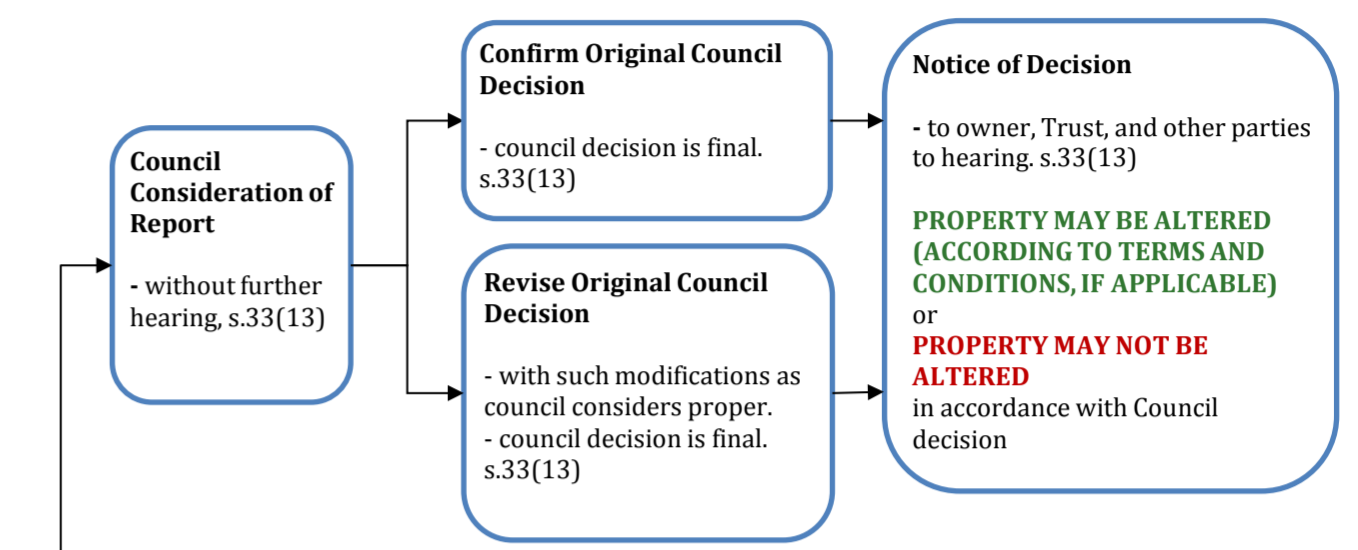 Council
Consideration of
Report
- without further
hearing, s.33(13)
Confirm Original Council
Decision
- council decision is final.
s.33(13)
Revise Original Council
Decision
- with such modifications as
council considers proper.
- council decision is final.
s.33(13)
Notice of Decision
- to owner, Trust, and other parties
to hearing. s.33(13)
PROPERTY MAY BE ALTERED
(ACCORDING TO TERMS AND
CONDITIONS, IF APPLICABLE)
or
PROPERTY MAY NOT BE
ALTERED
in accordance with Council
decision